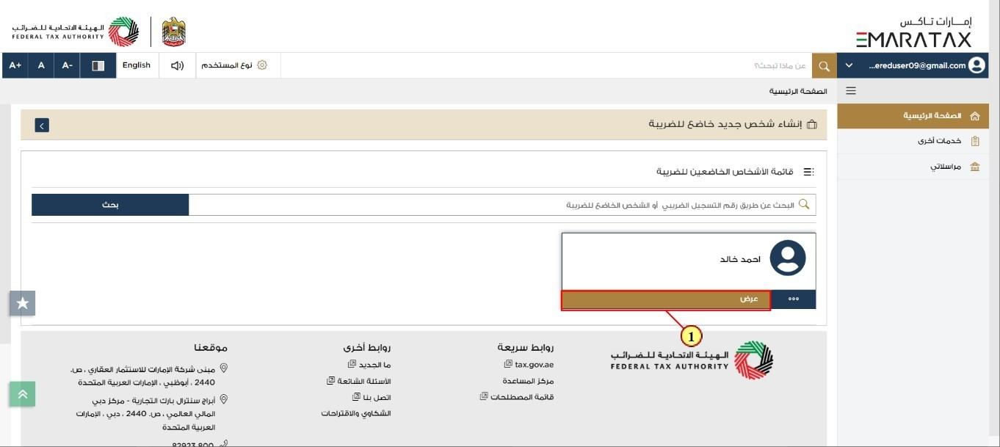 إمـارات تـاكـس
EMARATAX
الـهيـئـة الاتحـاديـة للـضـرائـب
FEDERAL TAX AUTHORITY
...ereduser09@gmail.com
عن ماذا تبحث؟
نوع المستخدم
English
A-
A
A+
الصفحة الرئيسية
الصفحة الرئيسية
خدمات أخرى
مراسلاتي
إنشاء شخص جديد خاضع للضريبة
قائمة الأشخاص الخاضعين للضريبة
البحث عن طريق رقم التسجيل الضريبي أو الشخص الخاضع للضريبة
بحث
احمد خالد
عرض
1
الـهيـئـة الاتحـاديـة للـضـرائـب
FEDERAL TAX AUTHORITY
روابط سريعة
tax.gov.ae
مركز المساعدة
قائمة المصطلحات
روابط أخرى
ما الجديد
الأسئلة الشائعة
اتصل بنا
الشكاوي والاقتراحات
موقعنا
مبنى شركة الإمارات للاستثمار العقاري ، ص.
2440 ، أبوظبي ، الإمارات العربية المتحدة
أبراج سنترال بارك التجارية - مركز دبي
المالي العالمي ، ص. 2440 ، دبي ، الإمارات
العربية المتحدة
800 82923